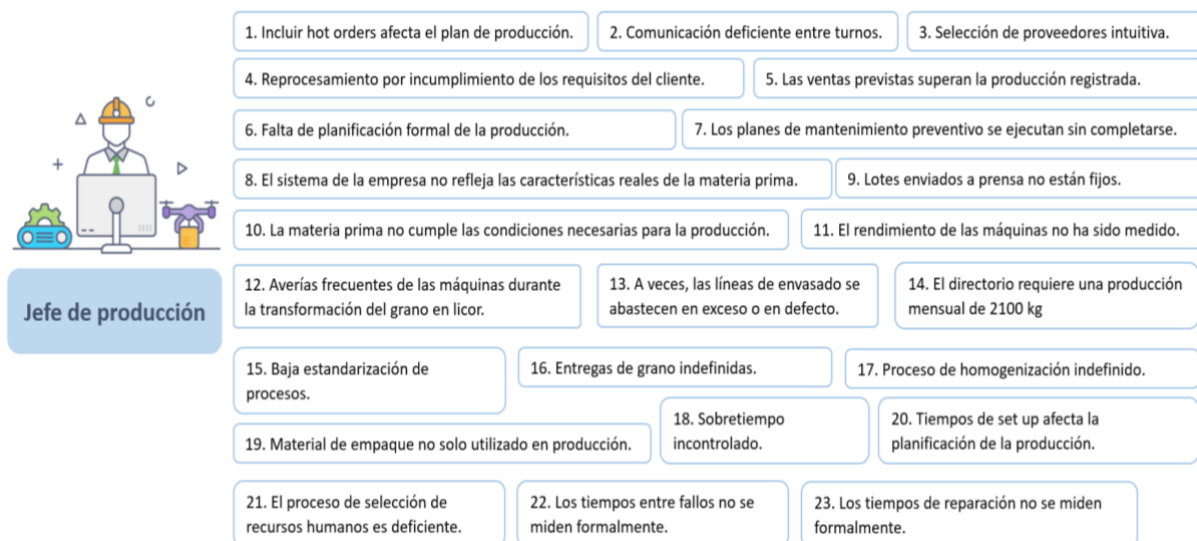 1. Incluir hot orders afecta el plan de producción.
2. Comunicación deficiente entre turnos.
3. Selección de proveedores intuitiva.
4. Reprocesamiento por incumplimiento de los requisitos del cliente.
5. Las ventas previstas superan la producción registrada.
6. Falta de planificación formal de la producción.
7. Los planes de mantenimiento preventivo se ejecutan sin completarse.
8. El sistema de la empresa no refleja las características reales de la materia prima.
9. Lotes enviados a prensa no están fijos.
10. La materia prima no cumple las condiciones necesarias para la producción.
11. El rendimiento de las máquinas no ha sido medido.
Jefe de producción
12. Averías frecuentes de las máquinas durante
la transformación del grano en licor.
13. A veces, las líneas de envasado se
abastecen en exceso o en defecto.
14. El directorio requiere una producción
mensual de 2100 kg
15. Baja estandarización de
procesos.
16. Entregas de grano indefinidas.
17. Proceso de homogenización indefinido.
18. Sobretiempo
incontrolado.
19. Material de empaque no solo utilizado en producción.
20. Tiempos de set up afecta la
planificación de la producción.
21. El proceso de selección de
recursos humanos es deficiente.
22. Los tiempos entre fallos no se
miden formalmente.
23. Los tiempos de reparación no se miden
formalmente.